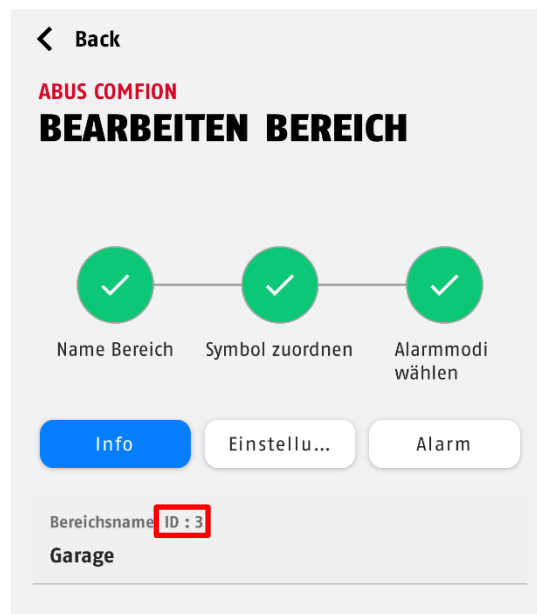 Back
ABUS COMFION
BEARBEITEN BEREICH
Name Bereich Symbol zuordnen Alarmmodi wählen
Info Einstellu... Alarm
Bereichsname ID : 3
Garage